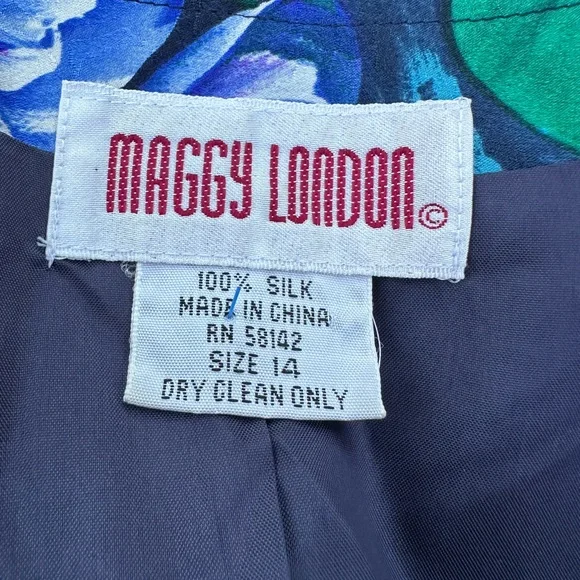 MAGGY LONDON ©
100% SILK
MADE IN CHINA
RN 58142
SIZE 14
DRY CLEAN ONLY